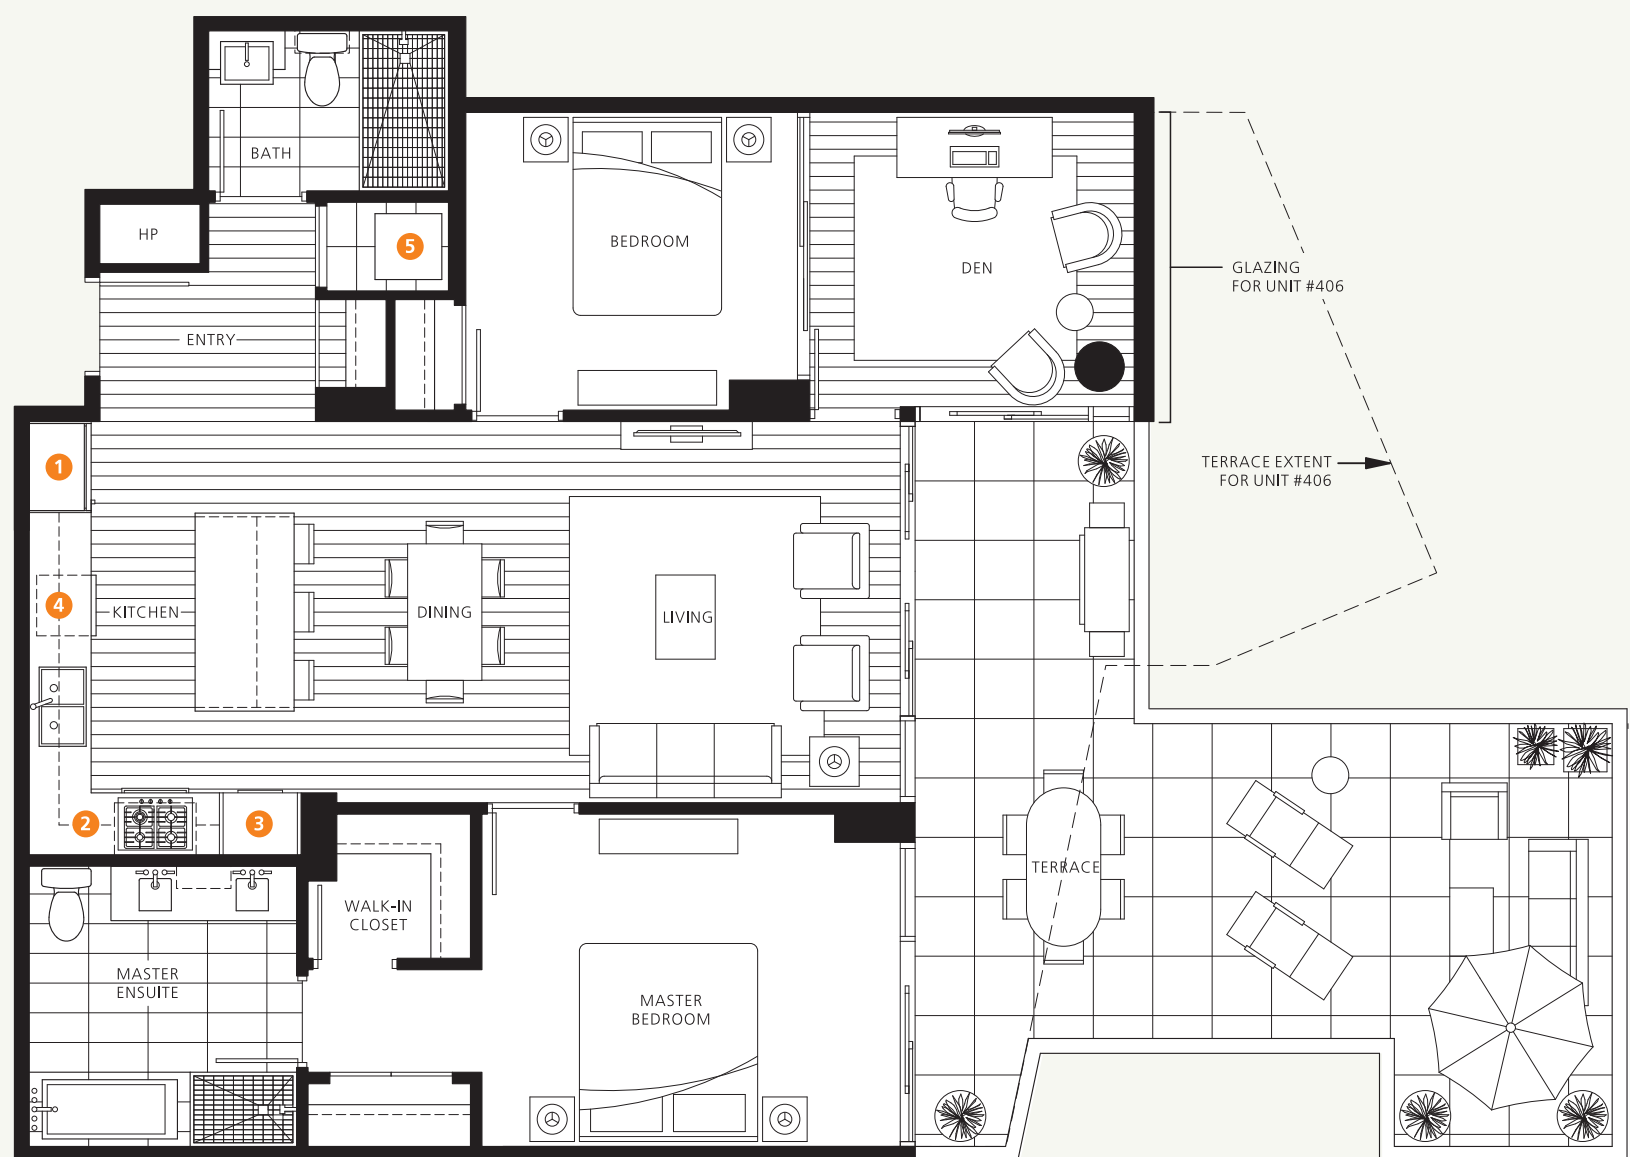 BATH
HP
5
BEDROOM
DEN
GLAZING
FOR UNIT #406
ENTRY
1
TERRACE EXTENT
FOR UNIT #406
4
KITCHEN
DINING
LIVING
2
3
TERRACE
WALK-IN
CLOSET
MASTER
ENSUITE
MASTER
BEDROOM